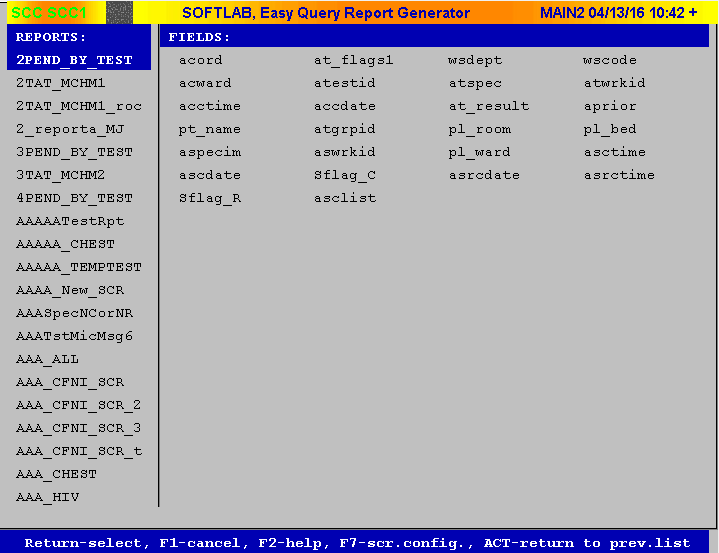 SCC SCC1 SOFTLAB, Easy Query Report Generator MAIN2 04/13/16 10:42 +
REPORTS: FIELDS:
2PEND_BY_TEST acord at_flags1 wsdept wscode
2TAT_MCHM1 acward atestid atspec atwrkid
2TAT_MCHM1_roc acctime accdate at_result aprior
2_reporta_MJ pt_name atgrpid pl_room pl_bed
3PEND_BY_TEST aspecim aswrkid pl_ward asctime
3TAT_MCHM2 ascdate Sflag_C asrcdate asrctime
4PEND_BY_TEST Sflag_R asclist
AAAAATestRpt
AAAAA_CHEST
AAAAA_TEMPTEST
AAAA_New_SCR
AAASpecNCorNR
AAATstMicMsg6
AAA_ALL
AAA_CFNI_SCR
AAA_CFNI_SCR_2
AAA_CFNI_SCR_3
AAA_CFNI_SCR_t
AAA_CHEST
AAA_HIV
Return-select, F1-cancel, F2-help, F7-scr.config., ACT-return to prev.list